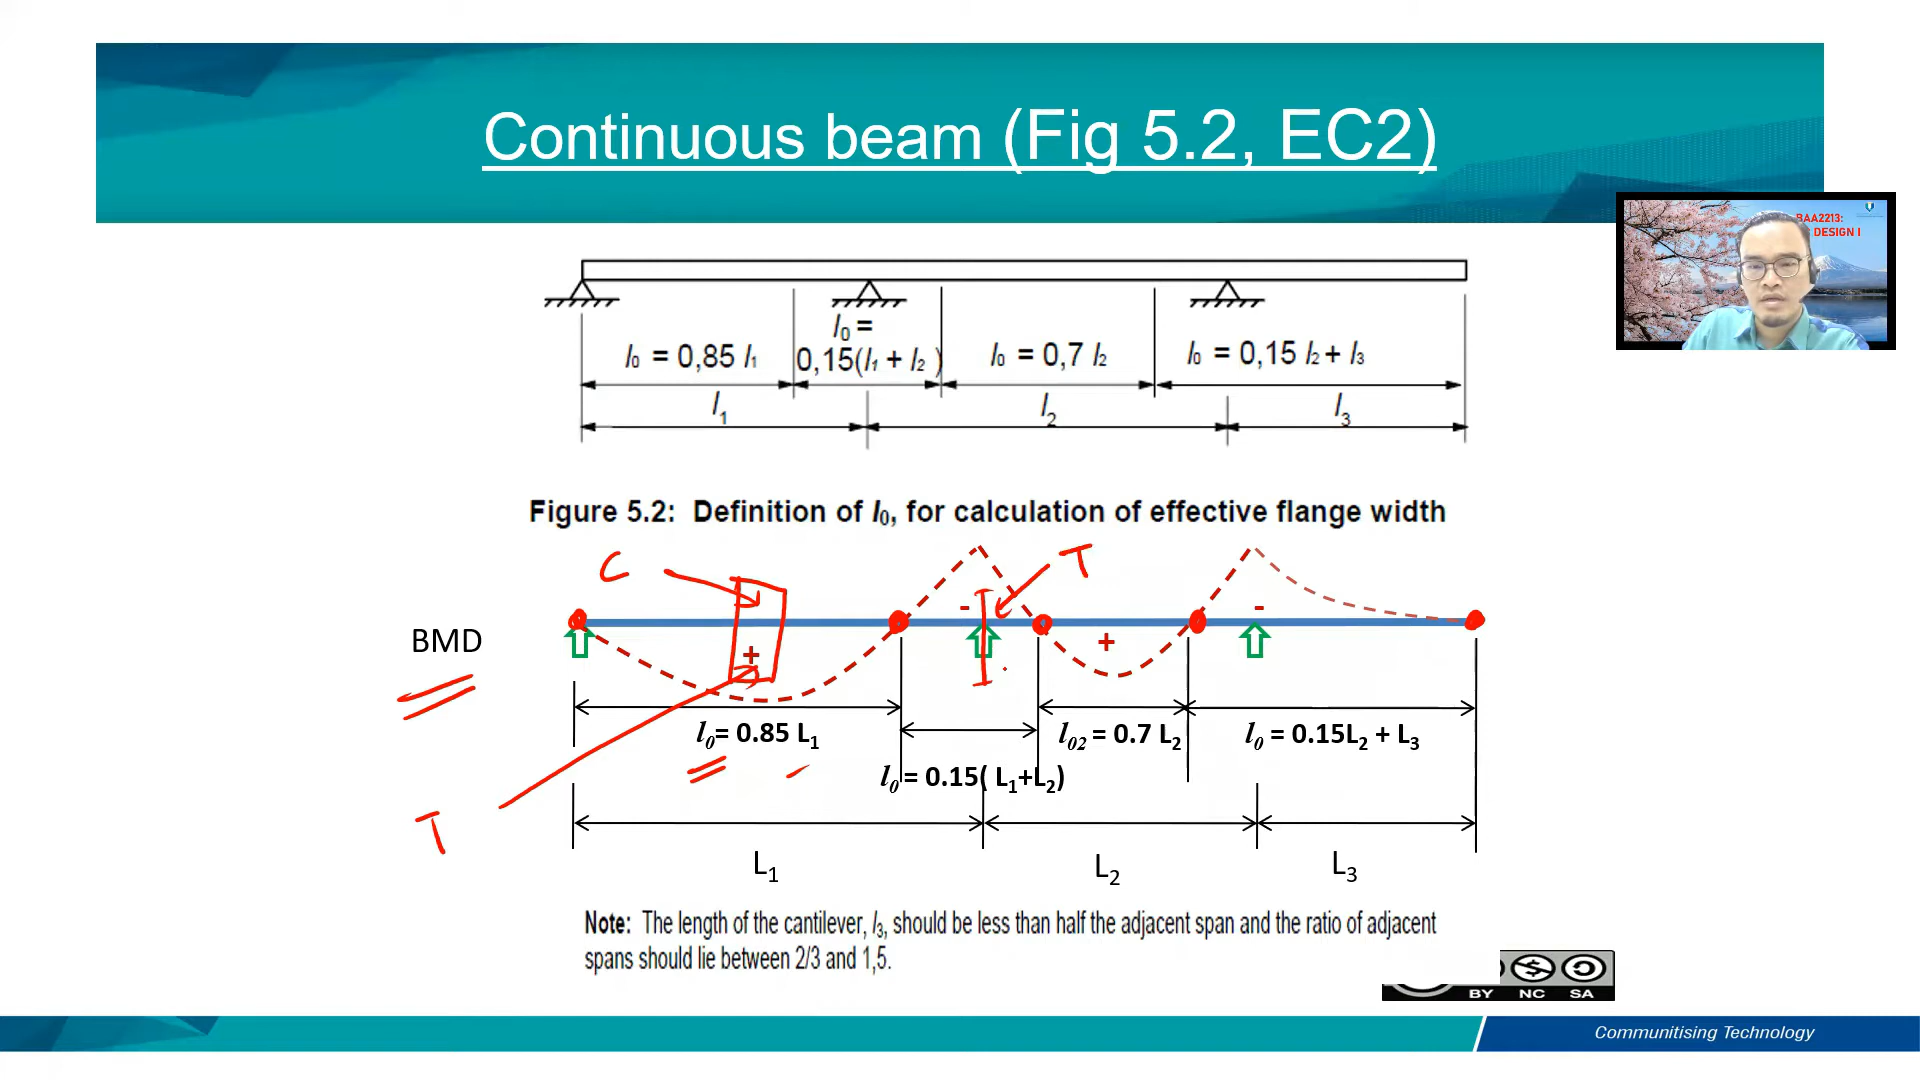 Continuous beam (Fig 5.2, EC2)
BAA2213:
DESIGN I
l0 =
l0 = 0,85 l1
0,15(l1 + l2 )
l0 = 0,7 l2
l0 = 0,15 l2 + l3
l1
l2
l3
Figure 5.2: Definition of l0, for calculation of effective flange width
C
T
-
-
BMD
+
+
l0= 0.85 L1
l02 = 0.7 L2
l0 = 0.15L2 + L3
l0= 0.15( L1+L2)
T
L1
L2
L3
Note: The length of the cantilever, l3, should be less than half the adjacent span and the ratio of adjacent
spans should lie between 2/3 and 1,5.
BY NC SA
Communitising Technology